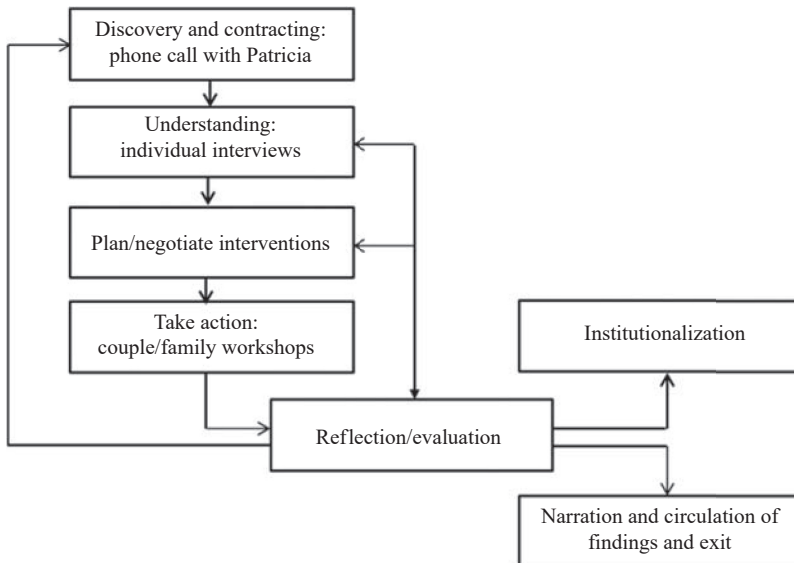 Discovery and contracting:
phone call with Patricia
Understanding:
individual interviews
Plan/negotiate interventions
Take action:
couple/family workshops
Institutionalization
Reflection/evaluation
Narration and circulation of
findings and exit